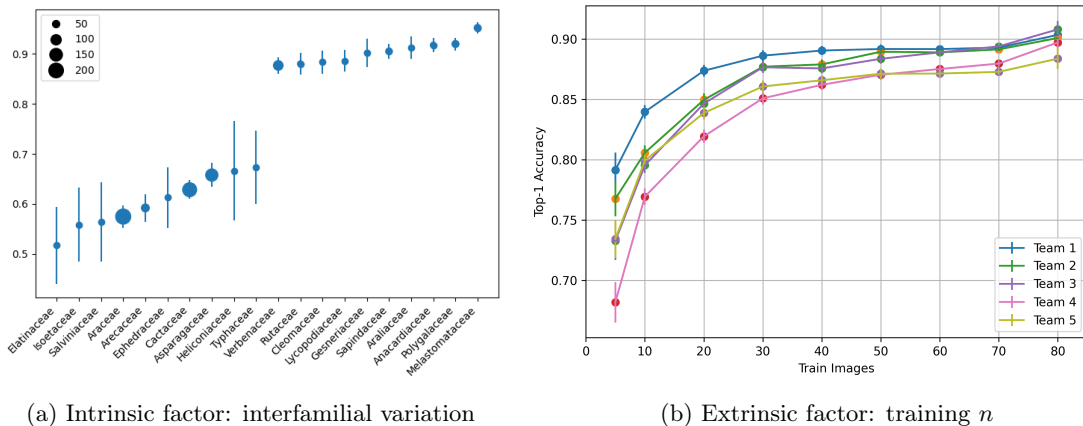 50
100
150
200
0.9
0.7
0.6
0.5
Elatinaceae
Isoetaceae
Salviniaceae
Araceae
Arecaceae
Ephedraceae
Cactaceae
Asparagaceae
Heliconiaceae
Typhaceae
Verbenaceae
Rutaceae
Cleomaceae
Lycopodiaceae
Gesneriaceae
Sapindaceae
Araliaceae
Anacardiaceae
Polygalaceae
Melastomataceae
(a) Intrinsic factor: interfamilial variation
Top-1 Accuracy
0.90
0.85
0.80
0.75
0.70
Team 1
Team 2
Team 3
Team 4
Team 5
0 10 20 30 40 50 60 70 80
Train Images
(b) Extrinsic factor: training n